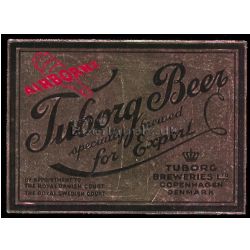 Tuborg Beer
specially brewed
for Export
BY APPOINTMENT TO
THE ROYAL DANISH COURT
THE ROYAL SWEDISH COURT
TUBORG
BREWERIES LTD
COPENHAGEN
DENMARK